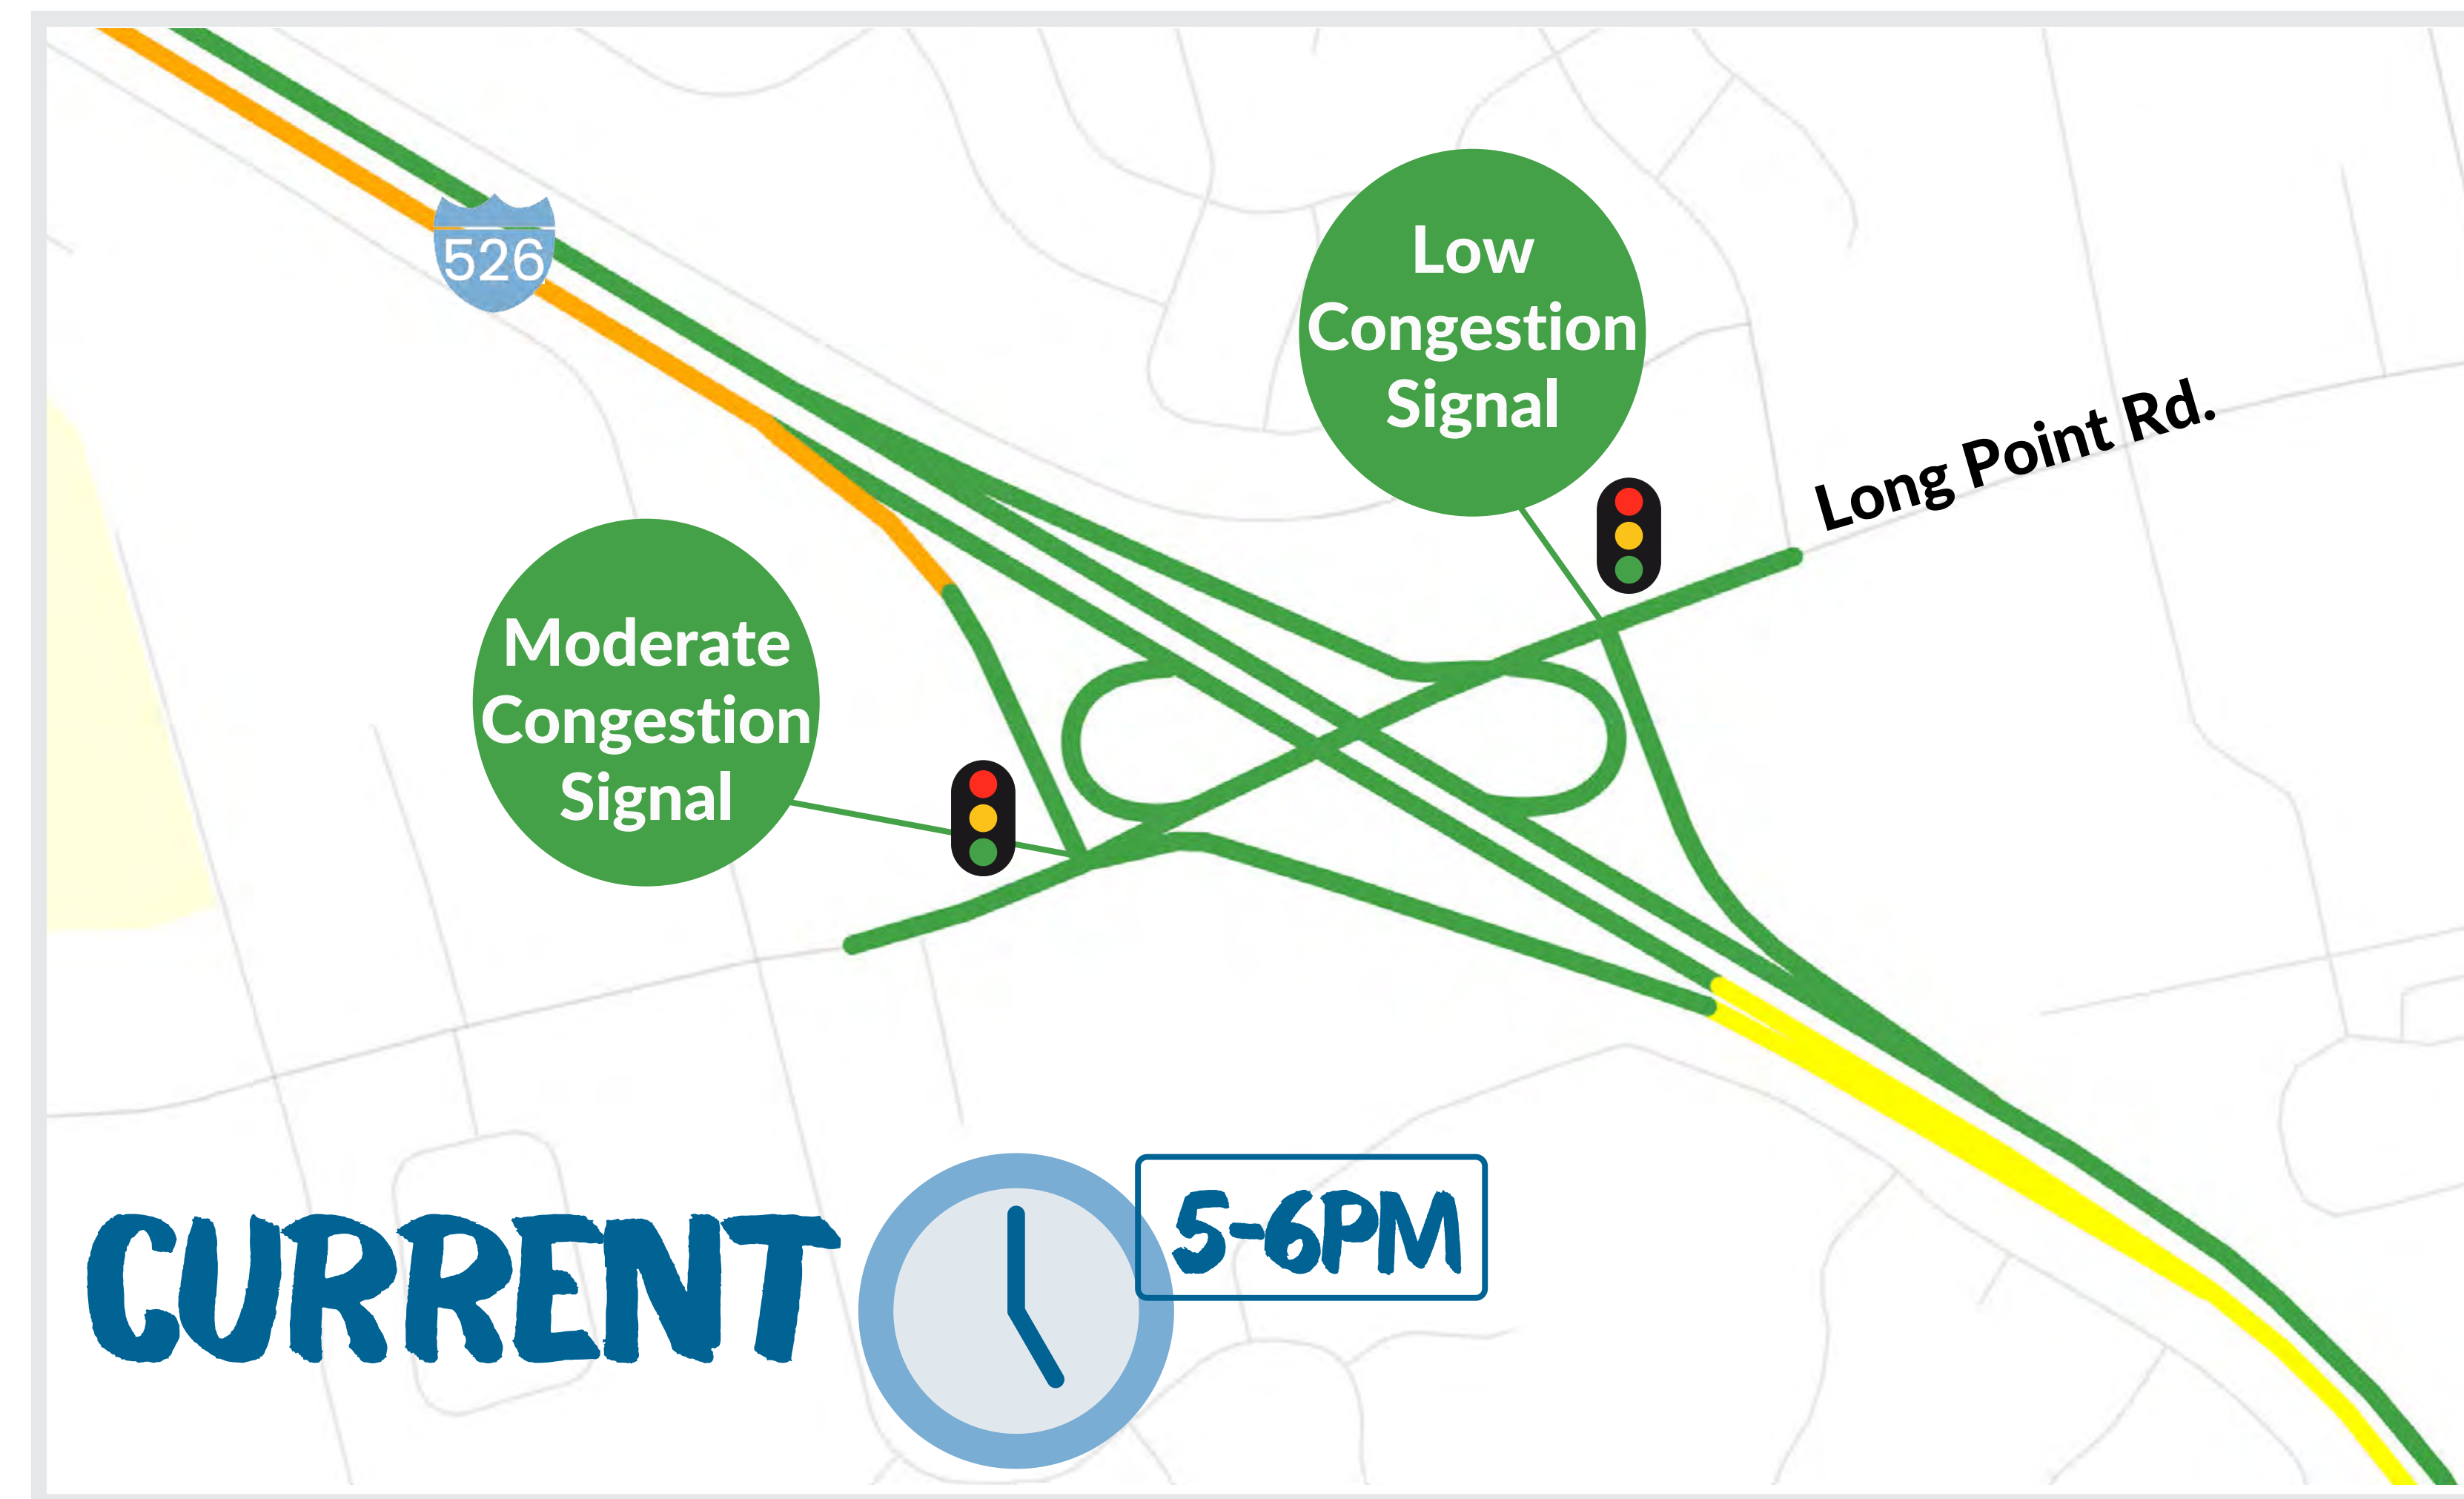 526
Low
Congestion
Signal
Long Point Rd.
Moderate
Congestion
Signal
CURRENT
5-6PM